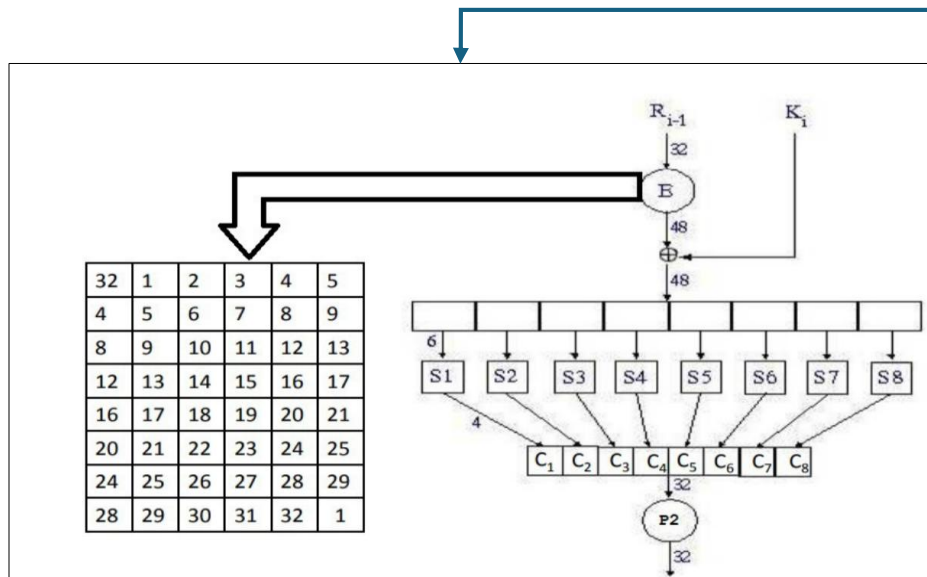 R i-1 K i
32
E
48
48
32 1 2 3 4 5
4 5 6 7 8 9
8 9 10 11 12 13
12 13 14 15 16 17
16 17 18 19 20 21
20 21 22 23 24 25
24 25 26 27 28 29
28 29 30 31 32 1
6
S1 S2 S3 S4 S5 S6 S7 S8
4
C1 C2 C3 C4 C5 C6 C7 C8
32
P2
32